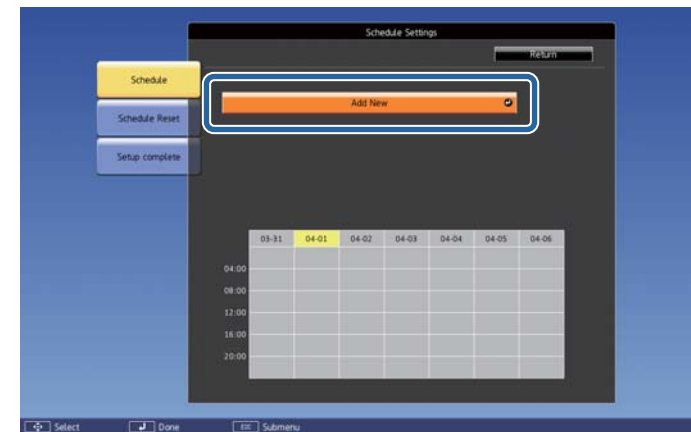 Schedule Settings
Return
Schedule
Add New
Schedule Reset
Setup complete
03-31 04-01 04-02 04-03 04-04 04-05 04-06
04:00
08:00
12:00
16:00
20:00
Select Done Esc Submenu